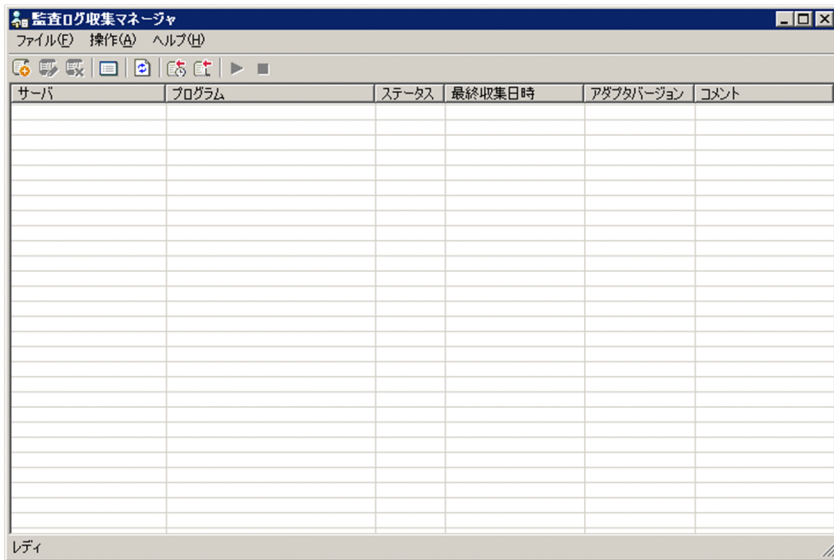 監査ログ収集マネージャ
ファイル(F) 操作(A) ヘルプ(H)
サーバ プログラム ステータス 最終収集日時 アダプタバージョン コメント
レディ